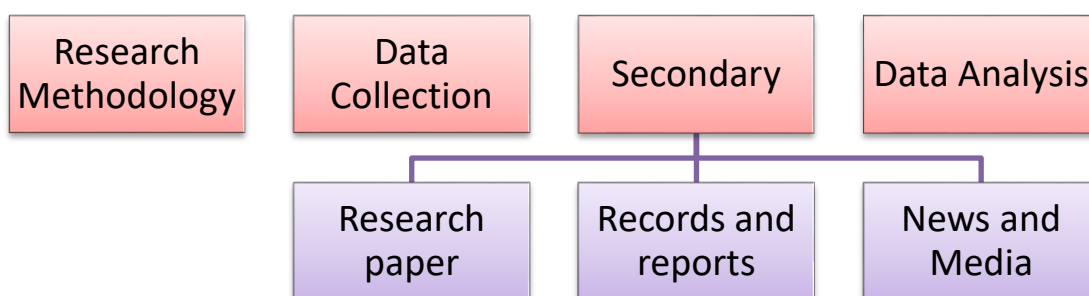 Research
Methodology
Data
Collection
Secondary
Data Analysis
Research
paper
Records and
reports
News and
Media